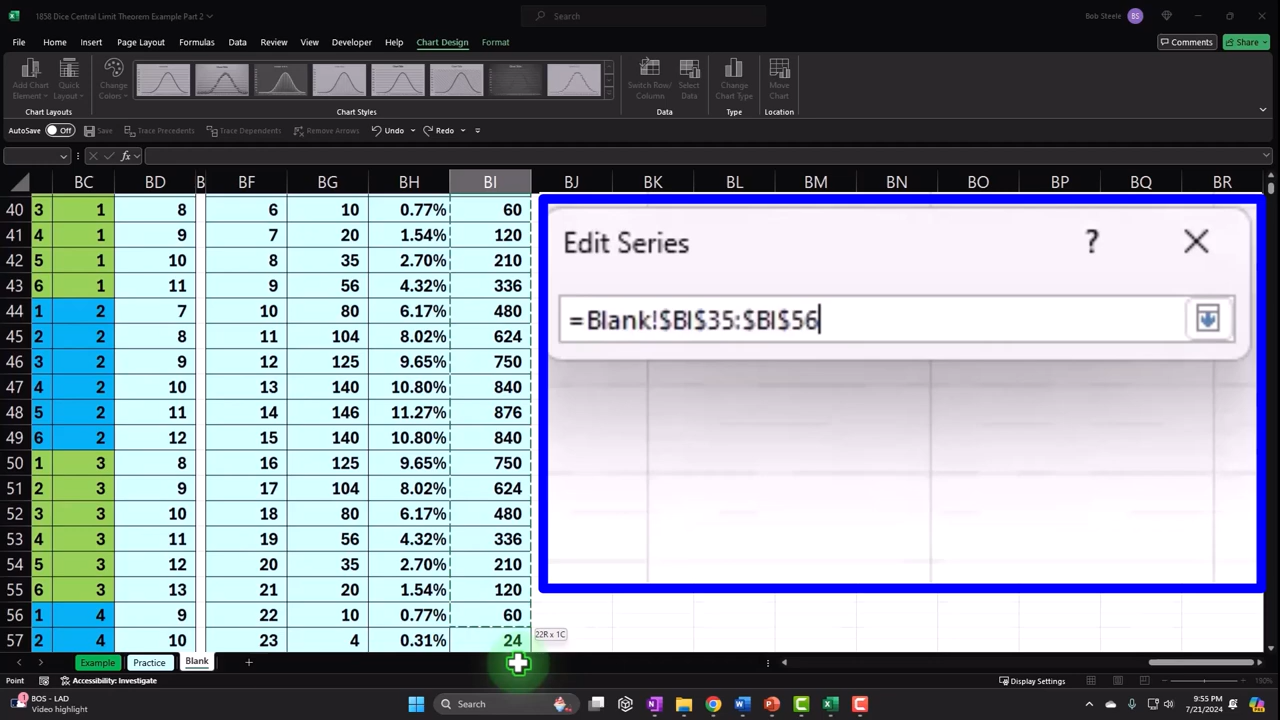 1858 Dice Central Limit Theorem Example Part 2
Search
Bob Steele
BS
File Home Insert Page Layout Formulas Data Review View Developer Help Chart Design Format
Comments
Share
Add Chart Element
Quick Layout
Change Colors
Switch Row/ Column
Select Data
Change Chart Type
Move Chart
Chart Layouts
Chart Styles
Data
Type
Location
AutoSave Off Save Trace Precedents Trace Dependents Remove Arrows Undo Redo
fx
BC BD B BF BG BH BI BJ BK BL BM BN BO BP BQ BR
40 3 1 8 6 10 0.77% 60
41 4 1 9 7 20 1.54% 120
42 5 1 10 8 35 2.70% 210
43 6 1 11 9 56 4.32% 336
44 1 2 7 10 80 6.17% 480
45 2 2 8 11 104 8.02% 624
46 3 2 9 12 125 9.65% 750
47 4 2 10 13 140 10.80% 840
48 5 2 11 14 146 11.27% 876
49 6 2 12 15 140 10.80% 840
50 1 3 8 16 125 9.65% 750
51 2 3 9 17 104 8.02% 624
52 3 3 10 18 80 6.17% 480
53 4 3 11 19 56 4.32% 336
54 5 3 12 20 35 2.70% 210
55 6 3 13 21 20 1.54% 120
56 1 4 9 22 10 0.77% 60
57 2 4 10 23 4 0.31% 24
Edit Series ?
=Blank!$BI$35:$BI$56
22R x 1C
Example Practice Blank
Point Accessibility: Investigate
Display Settings
130%
BOS - LAD
Video highlight
1
Search
9:55 PM
7/21/2024